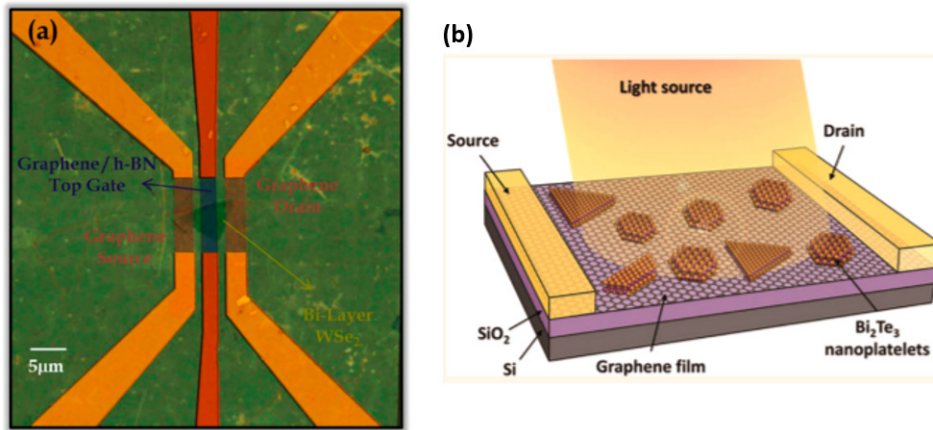 (a)
Graphene/ h-BN
Top Gate
Graphene
Drain
Graphene
Source
Bi-Layer
WSe₂
5μm
(b)
Light source
Source
Drain
SiO₂
Si
Graphene film
Bi₂Te₃
nanoplatelets